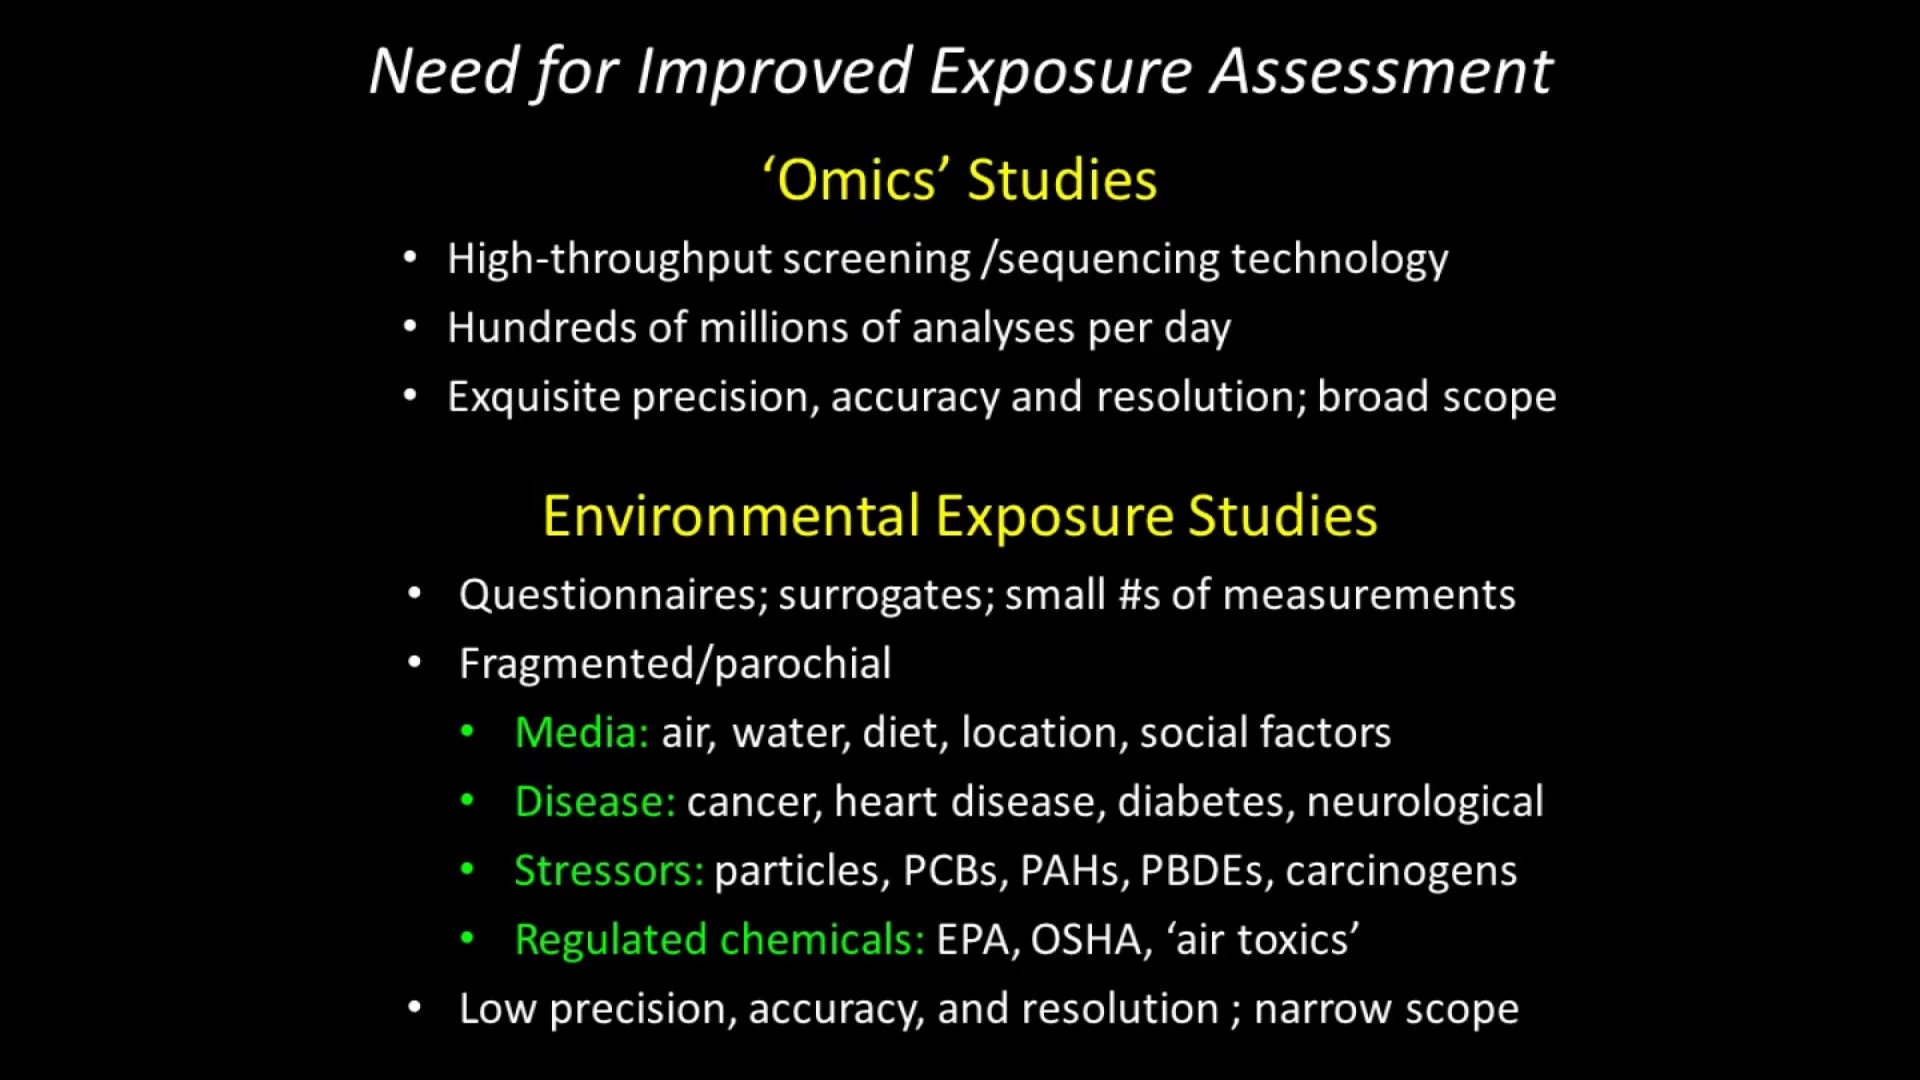 Need for Improved Exposure Assessment
‘Omics’ Studies
• High-throughput screening /sequencing technology
• Hundreds of millions of analyses per day
• Exquisite precision, accuracy and resolution; broad scope
Environmental Exposure Studies
• Questionnaires; surrogates; small #s of measurements
• Fragmented/parochial
• Media: air, water, diet, location, social factors
• Disease: cancer, heart disease, diabetes, neurological
• Stressors: particles, PCBs, PAHs, PBDEs, carcinogens
• Regulated chemicals: EPA, OSHA, ‘air toxics’
• Low precision, accuracy, and resolution ; narrow scope